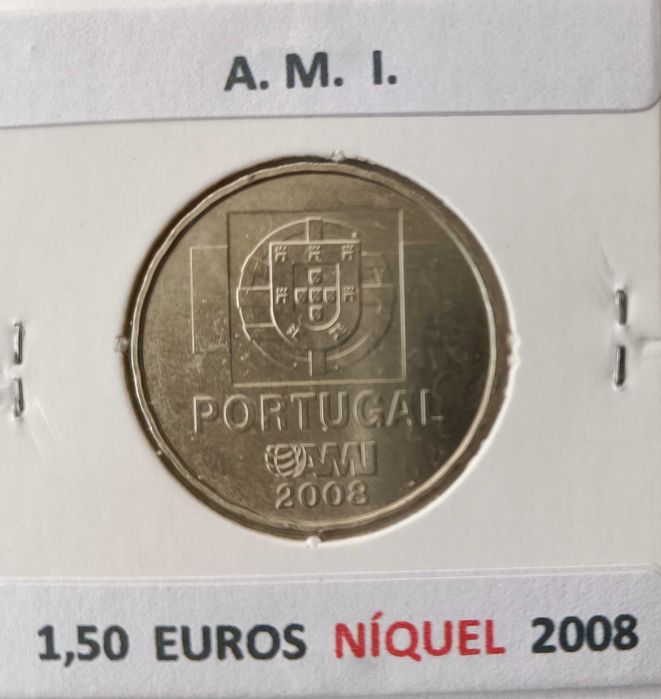 A. M. I.
PORTUGAL
AMI
2008
1,50 EUROS NÍQUEL 2008